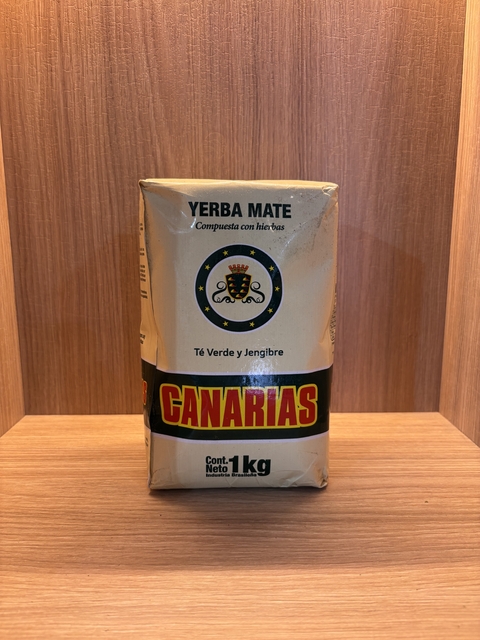 YERBA MATE
Compuesta con hierbas
Té Verde y Jengibre
CANARIAS
Cont. Neto 1kg
Industria Brasileña